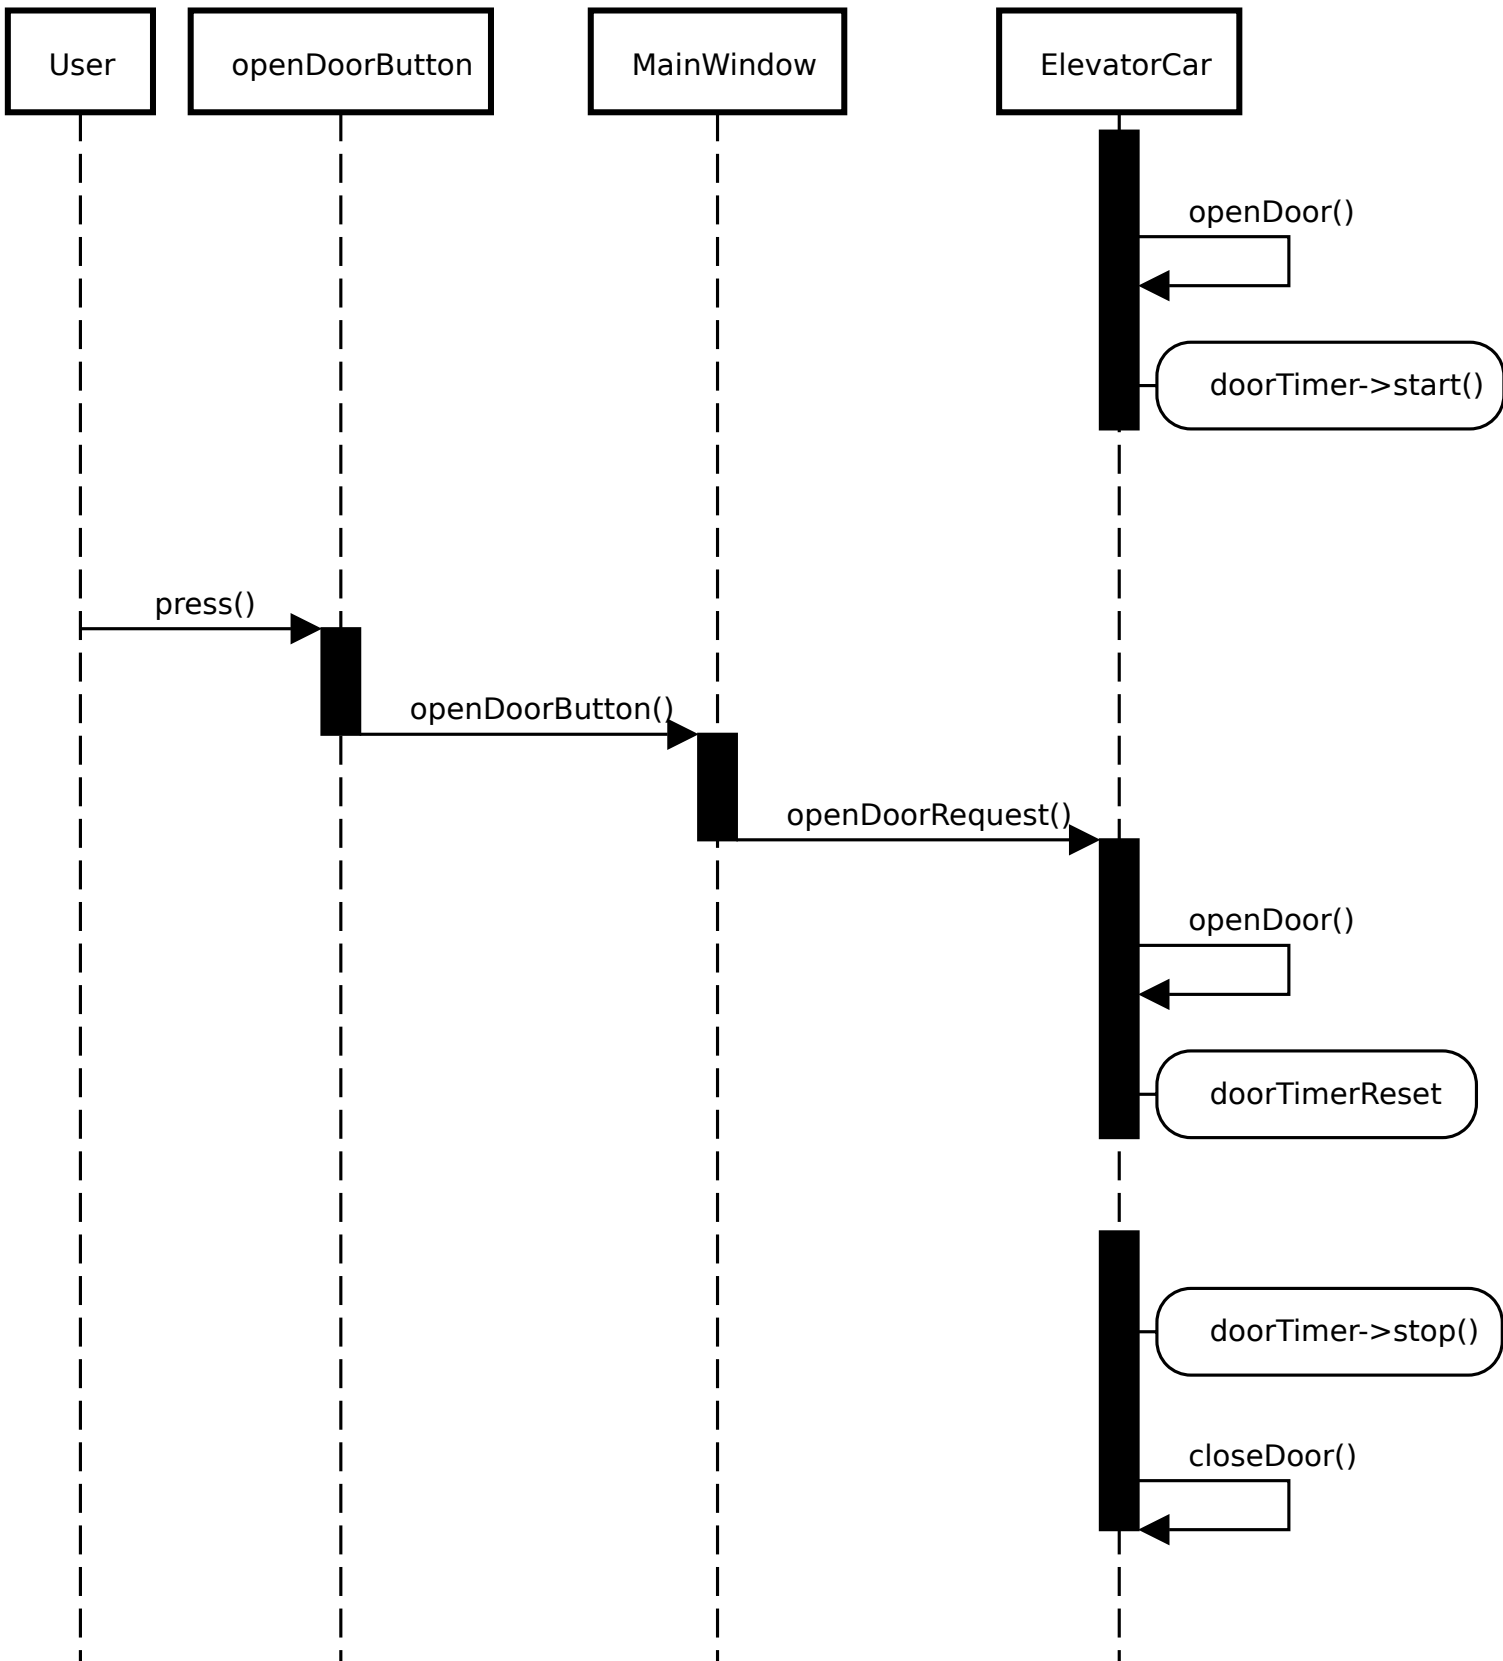 User
openDoorButton
MainWindow
ElevatorCar
openDoor()
doorTimer->start()
press()
openDoorButton()
openDoorRequest()
openDoor()
doorTimerReset
doorTimer->stop()
closeDoor()